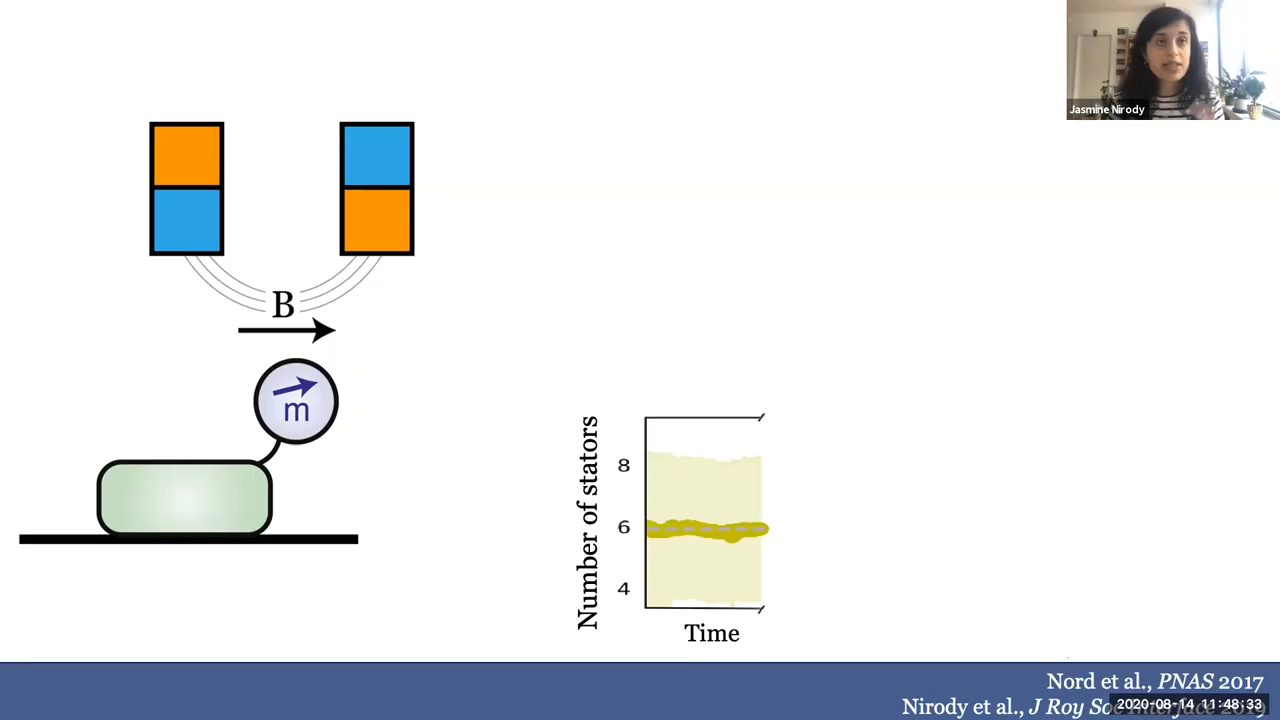 Jasmine Nirody
B
m
Number of stators
8
6
4
Time
Nord et al., PNAS 2017
Nirody et al., J Roy Soc
2020-08-14 11:48:33